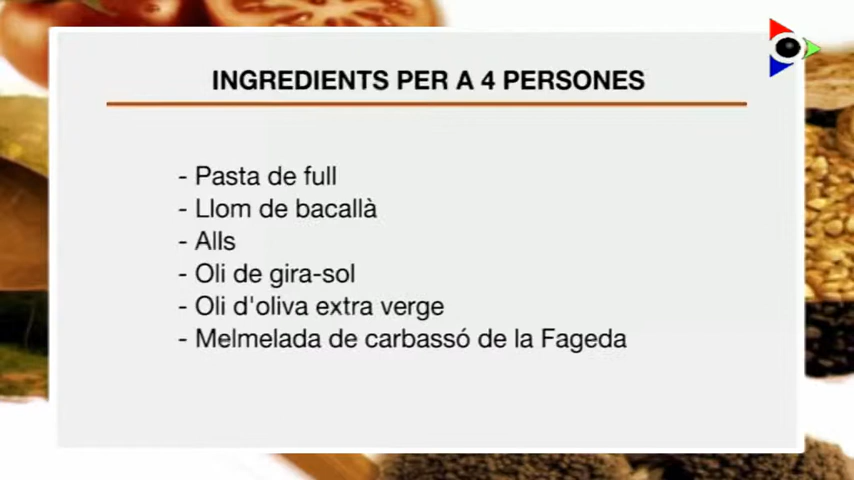 INGREDIENTS PER A 4 PERSONES
- Pasta de full
- Llom de bacallà
- Alls
- Oli de gira-sol
- Oli d'oliva extra verge
- Melmelada de carbassó de la Fageda